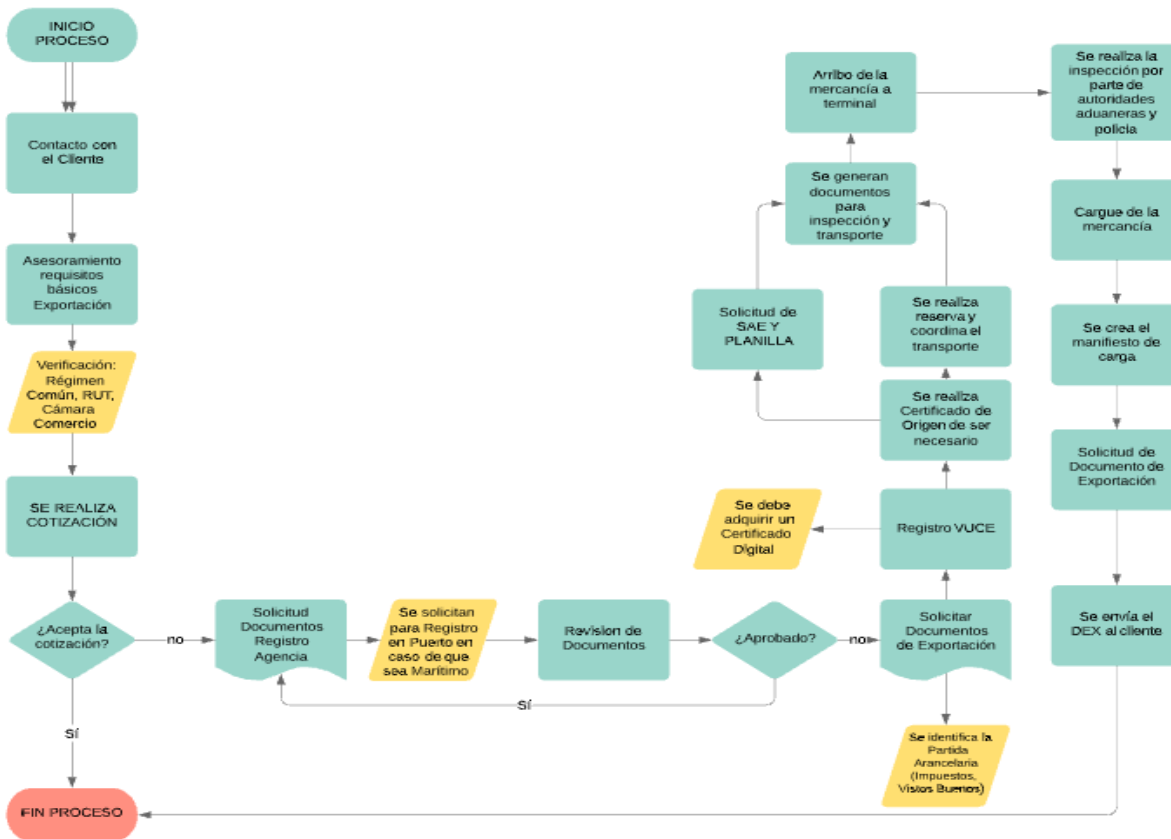 INICIO
PROCESO
Contacto con
el Cliente
Asesoramiento
requisitos
básicos
Exportación
Verificación:
Régimen
Común, RUT,
Cámara
Comercio
SE REALIZA
COTIZACIÓN
¿Acepta la
cotización?
no
Sí
FIN PROCESO
Solicitud
Documentos
Registro
Agencia
Se solicitan
para Registro
en Puerto en
caso de que
sea Marítimo
Revision de
Documentos
¿Aprobado?
no
Sí
Solicitar
Documentos
de Exportación
Se identifica la
Partida
Arancelaria
(Impuestos,
Vistos Buenos)
Registro VUCE
Se debe
adquirir un
Certificado
Digital
Se realiza
Certificado de
Origen de ser
necesario
Solicitud de
SAE Y
PLANILLA
Se realiza
reserva y
coordina el
transporte
Se generan
documentos
para
inspección y
transporte
Arribo de la
mercancía a
terminal
Se realiza la
inspección por
parte de
autoridades
aduaneras y
policia
Cargue de la
mercancía
Se crea el
manifiesto de
carga
Solicitud de
Documento de
Exportación
Se envía el
DEX al cliente